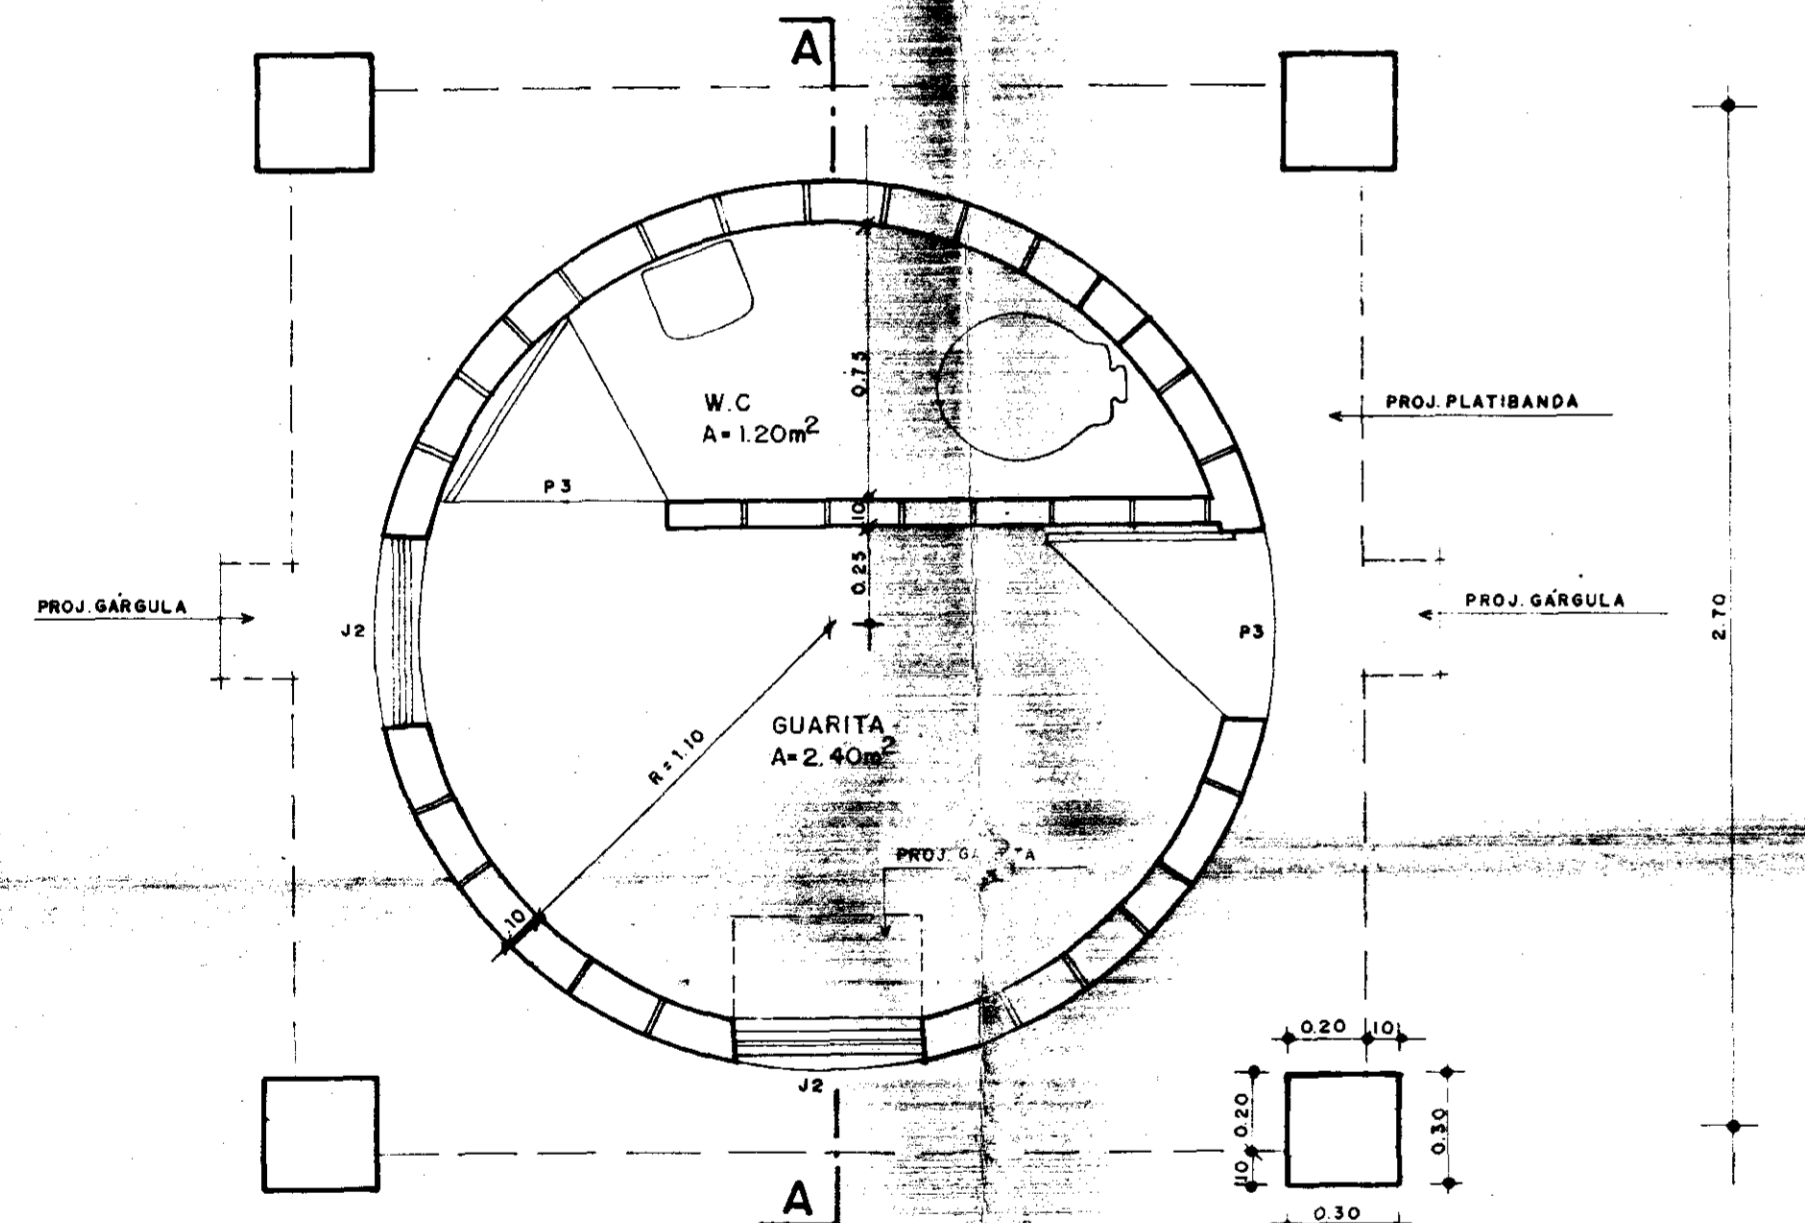 A
0.75
W.C
A=1.20m²
PROJ. PLATIBANDA
P3
10
0.25
PROJ. GÁRGULA
PROJ. GÁRGULA
J2
P3
2.70
GUARITA
A=2.40m²
R=1.10
PROJ.
.10
0.20 10
J2
0.20
0.30
10
A
0.30